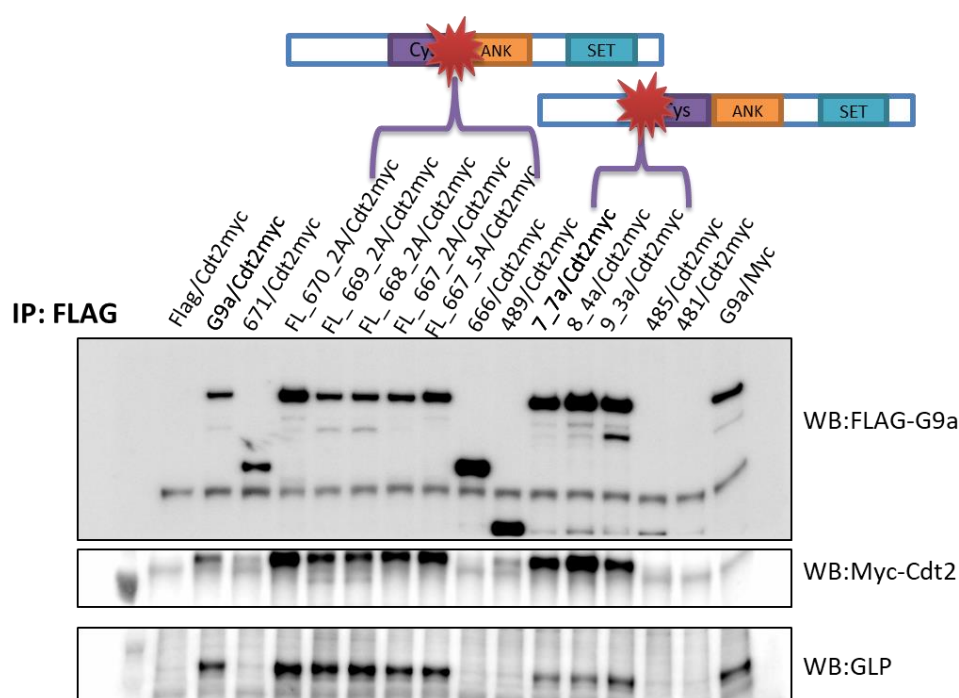 Cy ANK SET
ys ANK SET
IP: FLAG
Flag/Cdt2myc
G9a/Cdt2myc
671/Cdt2myc
FL_670_2A/Cdt2myc
FL_669_2A/Cdt2myc
FL_668_2A/Cdt2myc
FL_667_2A/Cdt2myc
FL_667_5A/Cdt2myc
666/Cdt2myc
489/Cdt2myc
7_7a/Cdt2myc
8_4a/Cdt2myc
9_3a/Cdt2myc
485/Cdt2myc
481/Cdt2myc
G9a/Myc
WB:FLAG-G9a
WB:Myc-Cdt2
WB:GLP